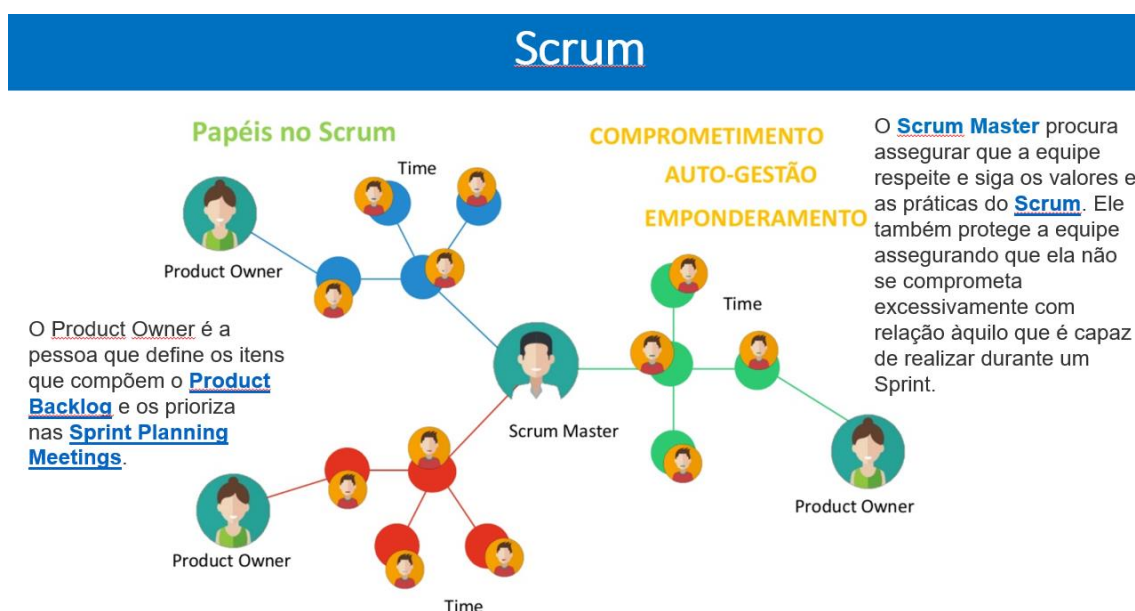 Scrum
Papéis no Scrum
COMPROMETIMENTO
AUTO-GESTÃO
EMPONDERAMENTO
O Scrum Master procura
assegurar que a equipe
respeite e siga os valores e
as práticas do Scrum. Ele
também protege a equipe
assegurando que ela não
se comprometa
excessivamente com
relação àquilo que é capaz
de realizar durante um
Sprint.
Time
Product Owner
Time
O Product Owner é a
pessoa que define os itens
que compõem o Product
Backlog e os prioriza
nas Sprint Planning
Meetings.
Scrum Master
Product Owner
Product Owner
Time